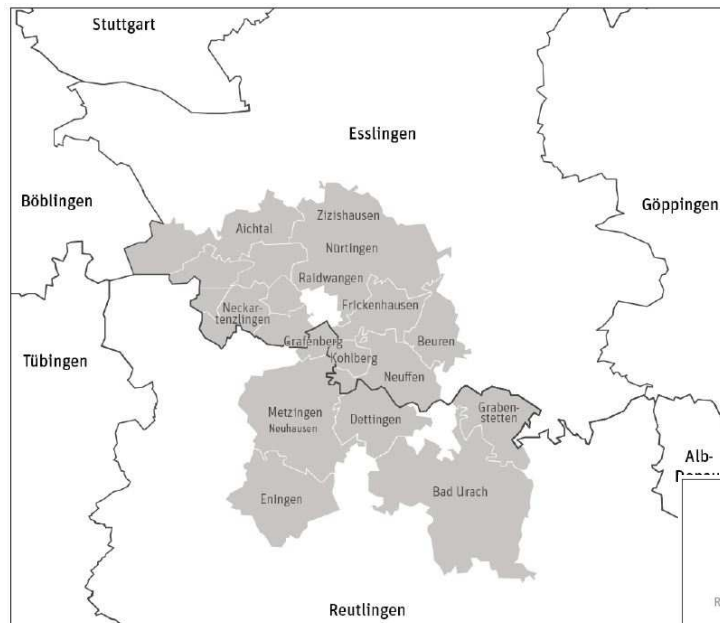 Stuttgart
Esslingen
Böblingen
Göppingen
Zizishausen
Aichtal
Nürtingen
Raidwangen
Frickenhausen
Neckar-
tenzlingen
Grafenberg
Beuren
Kohlberg
Tübingen
Neuffen
Metzingen
Neuhausen
Dettingen
Graben-
stetten
Alb-
Eningen
Bad Urach
Reutlingen
R